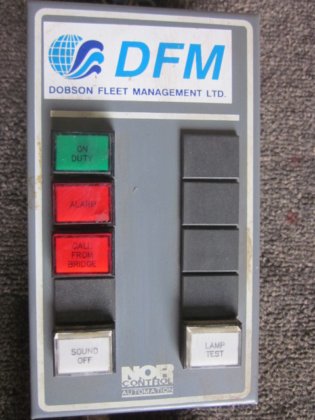 DFM
DOBSON FLEET MANAGEMENT LTD.
ON
DUTY
ALARM
CALL
FROM
BRIDGE
SOUND
OFF
NOR
CONTROL
AUTOMATION
LAMP
TEST